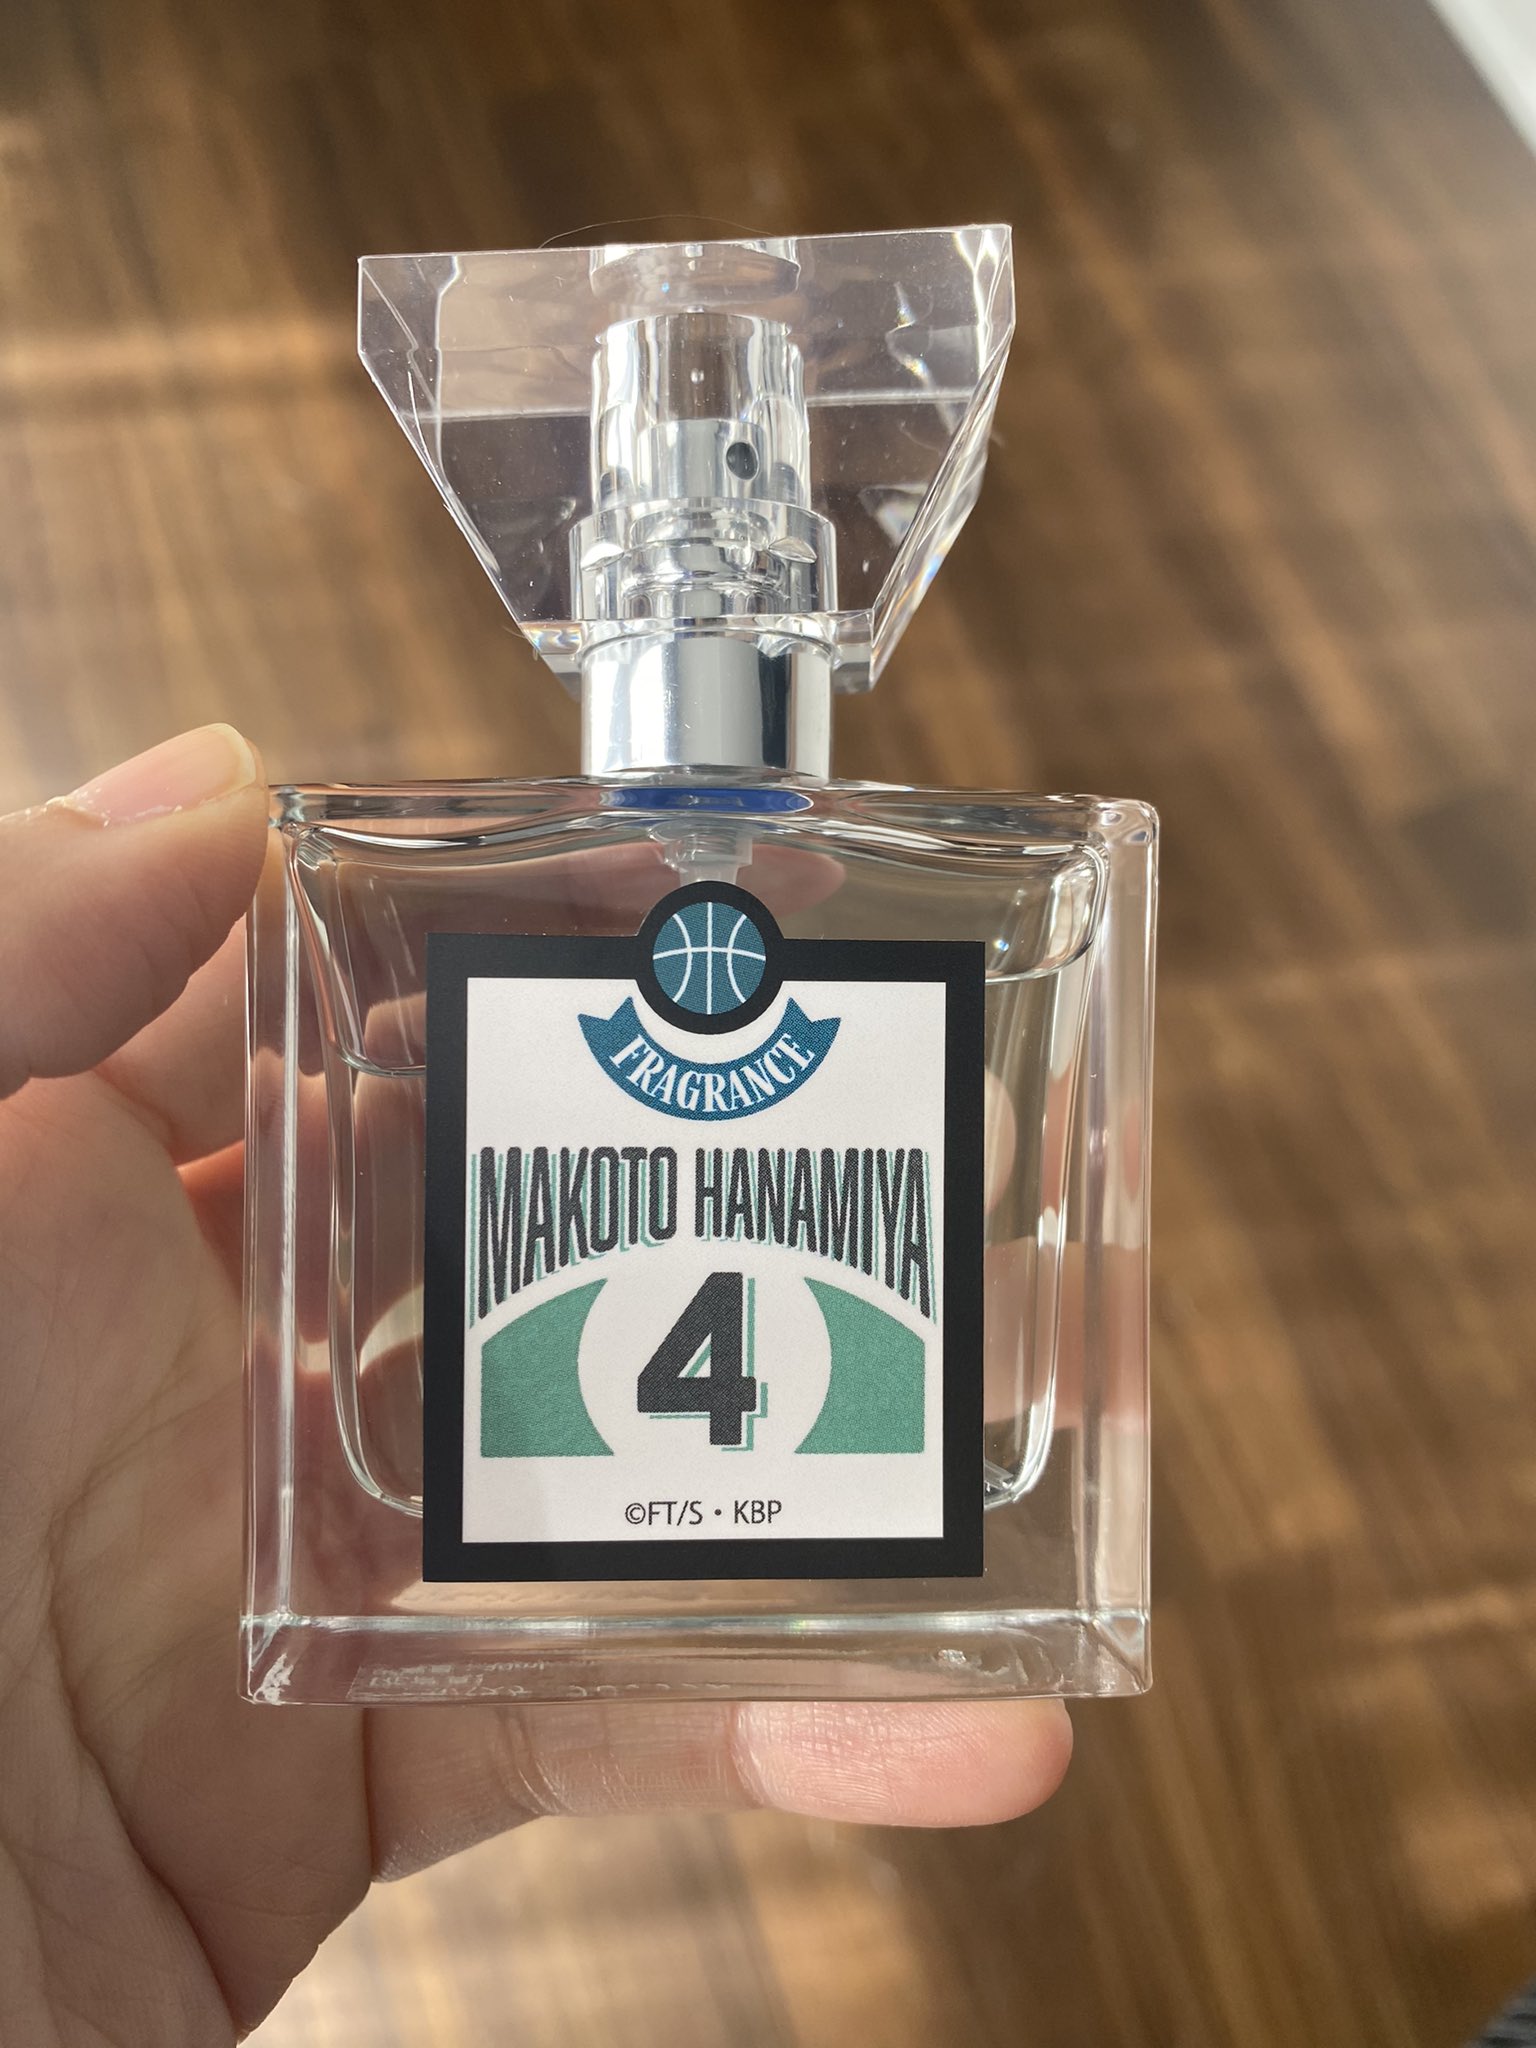 FRAGRANCE
MAKOTO HANAMIYA
4
©FT/S・KBP